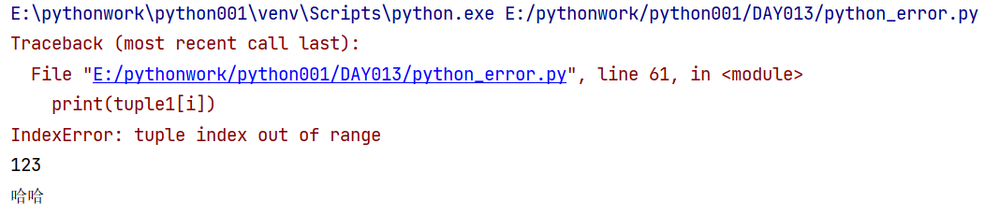 E:\pythonwork\python001\venv\Scripts\python.exe E:/pythonwork/python001/DAY013/python_error.py
Traceback (most recent call last):
  File "E:/pythonwork/python001/DAY013/python_error.py", line 61, in <module>
    print(tuple1[i])
IndexError: tuple index out of range
123
哈哈